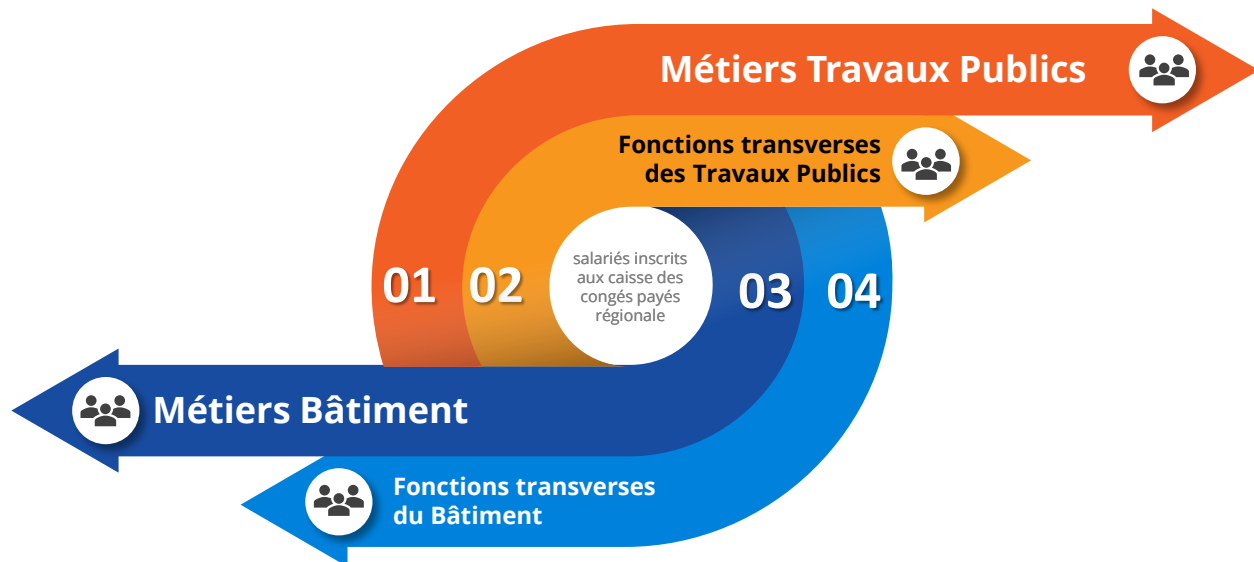 Métiers Travaux Publics
Fonctions transverses
des Travaux Publics
01
02
salariés inscrits
aux caisse des
congés payés
régionale
03
04
Métiers Bâtiment
Fonctions transverses
du Bâtiment